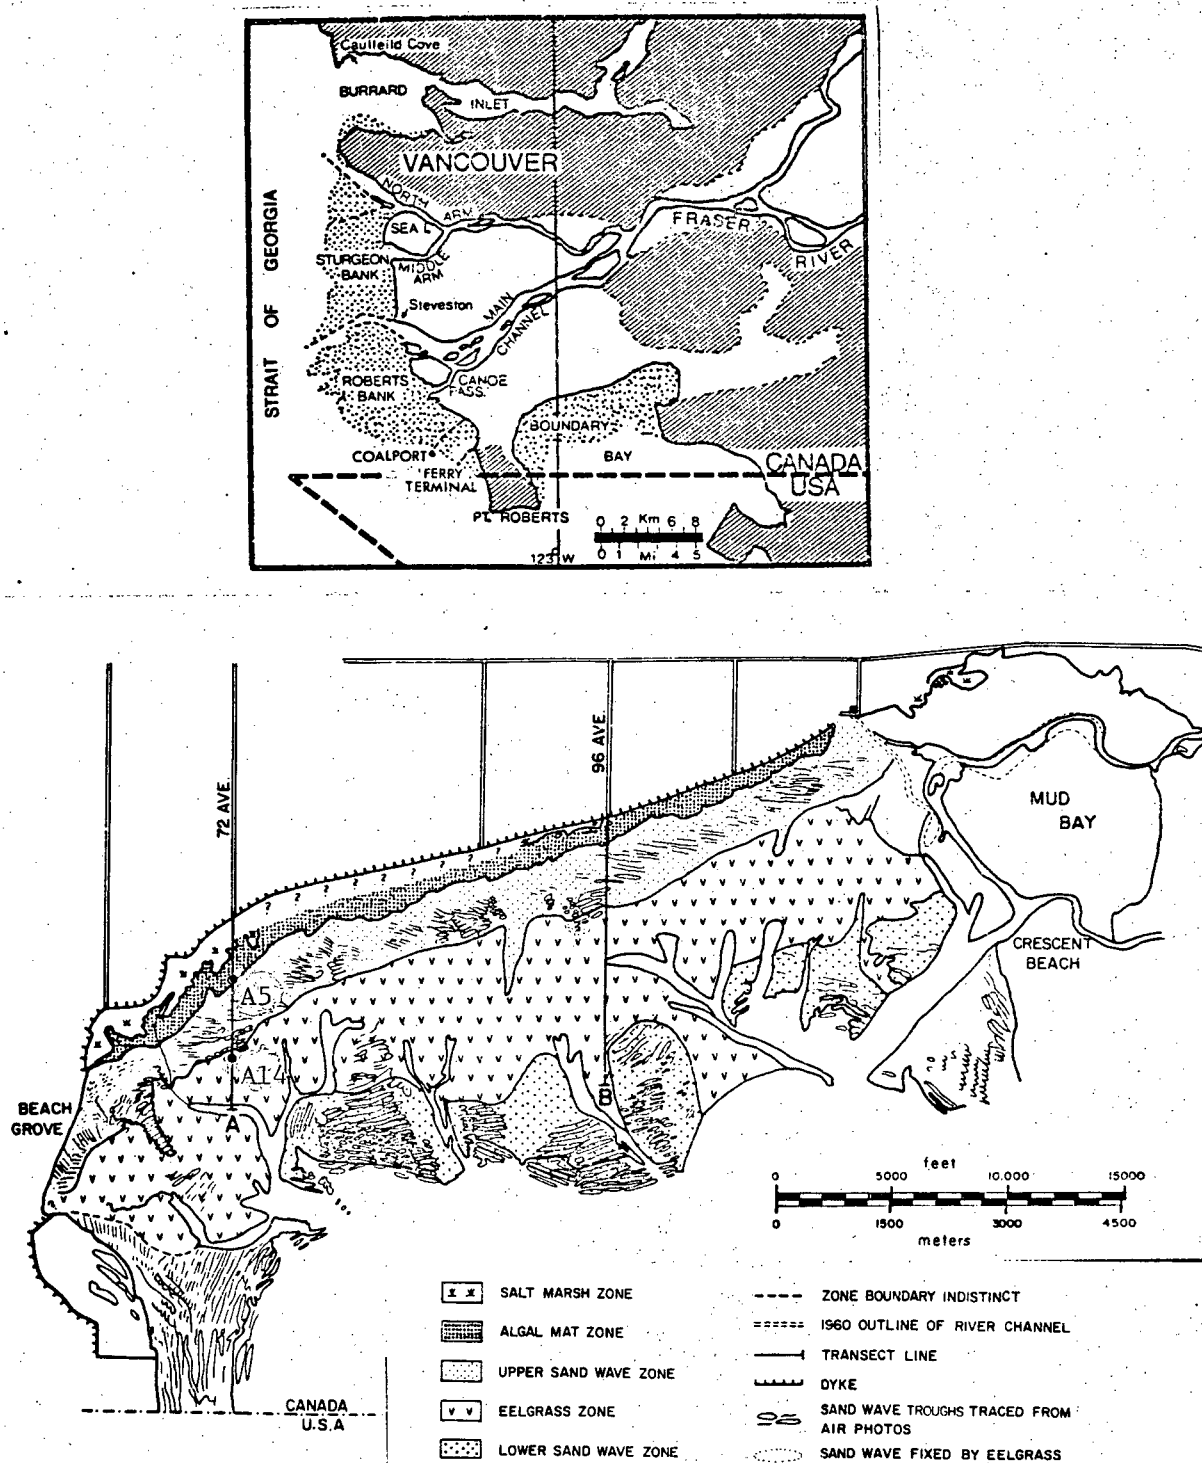 Caulfeild Cove
BURRARD
INLET
VANCOUVER
NORTH
ARM
SEA I.
FRASER
RIVER
STURGEON
BANK
MIDDLE
ARM
Steveston
MAIN
CHANNEL
STRAIT OF GEORGIA
ROBERTS
BANK
CANOE
PASS.
BOUNDARY
BAY
COALPORT
FERRY
TERMINAL
CANADA
USA
PT. ROBERTS
0 2 Km 6 8
0 1 Mi 4 5
123° W
72 AVE.
96 AVE.
MUD
BAY
CRESCENT
BEACH
A5
A14
A
B
BEACH
GROVE
feet
0 5000 10,000 15000
0 1500 3000 4500
meters
CANADA
U.S.A
SALT MARSH ZONE
ALGAL MAT ZONE
UPPER SAND WAVE ZONE
EELGRASS ZONE
LOWER SAND WAVE ZONE
ZONE BOUNDARY INDISTINCT
1960 OUTLINE OF RIVER CHANNEL
TRANSECT LINE
DYKE
SAND WAVE TROUGHS TRACED FROM
AIR PHOTOS
SAND WAVE FIXED BY EELGRASS